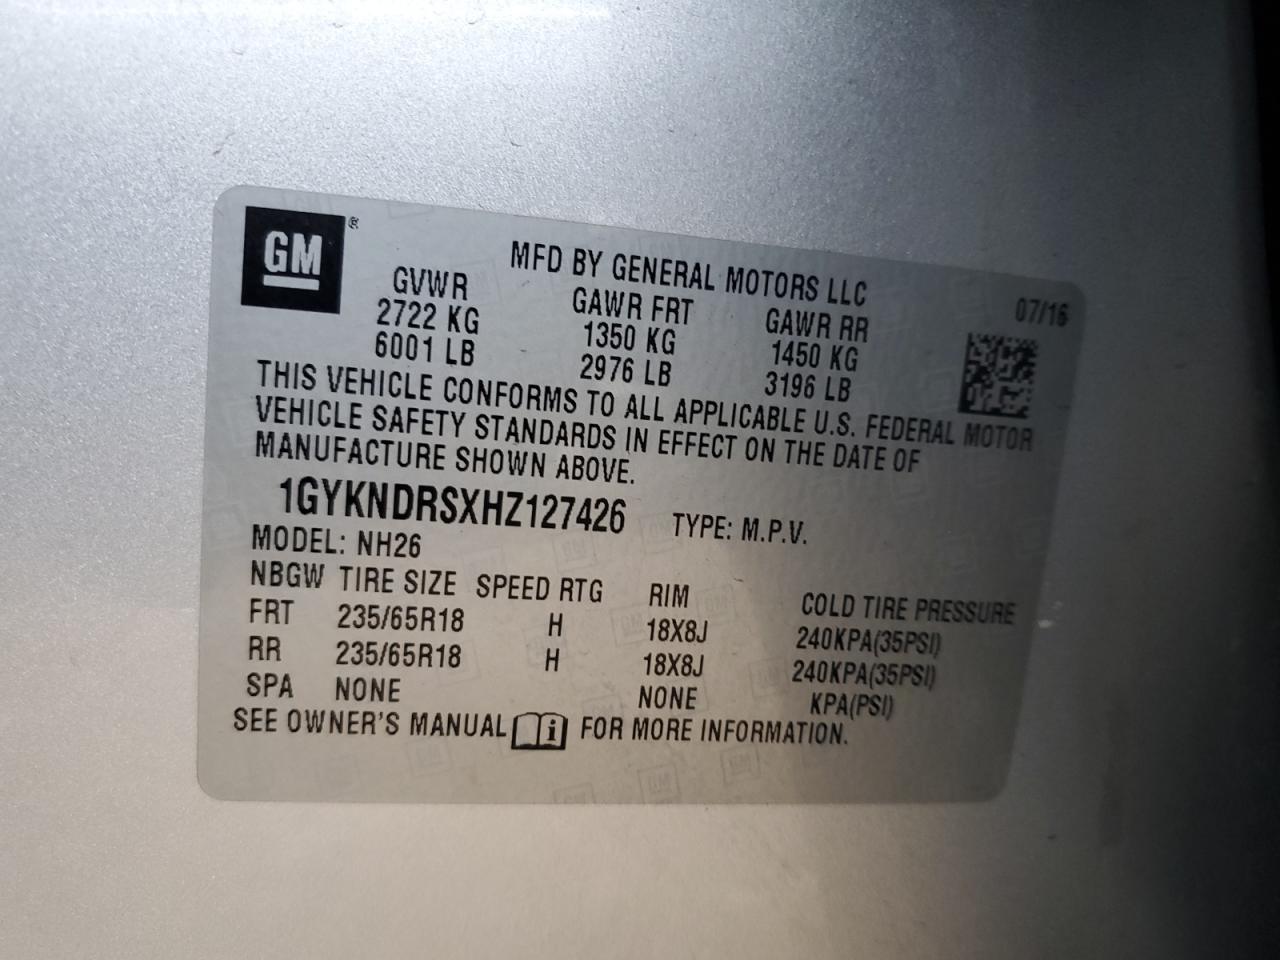 GM ®
MFD BY GENERAL MOTORS LLC
07/16
GVWR GAWR FRT GAWR RR
2722 KG 1350 KG 1450 KG
6001 LB 2976 LB 3196 LB
THIS VEHICLE CONFORMS TO ALL APPLICABLE U.S. FEDERAL MOTOR
VEHICLE SAFETY STANDARDS IN EFFECT ON THE DATE OF
MANUFACTURE SHOWN ABOVE.
1GYKNDRSXHZ127426 TYPE: M.P.V.
MODEL: NH26
NBGW TIRE SIZE SPEED RTG RIM COLD TIRE PRESSURE
FRT 235/65R18 H 18X8J 240KPA(35PSI)
RR 235/65R18 H 18X8J 240KPA(35PSI)
SPA NONE NONE KPA(PSI)
SEE OWNER'S MANUAL i FOR MORE INFORMATION.